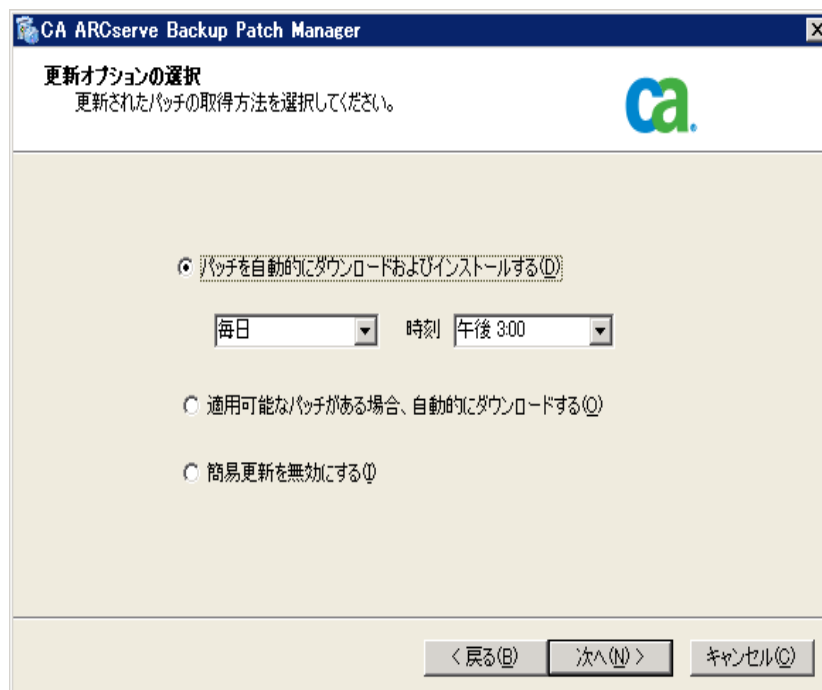 CA ARCserve Backup Patch Manager
更新オプションの選択
更新されたパッチの取得方法を選択してください。
ca.
パッチを自動的にダウンロードおよびインストールする(D)
毎日 時刻 午後 3:00
適用可能なパッチがある場合、自動的にダウンロードする(O)
簡易更新を無効にする(I)
< 戻る(B) 次へ(N) > キャンセル(C)